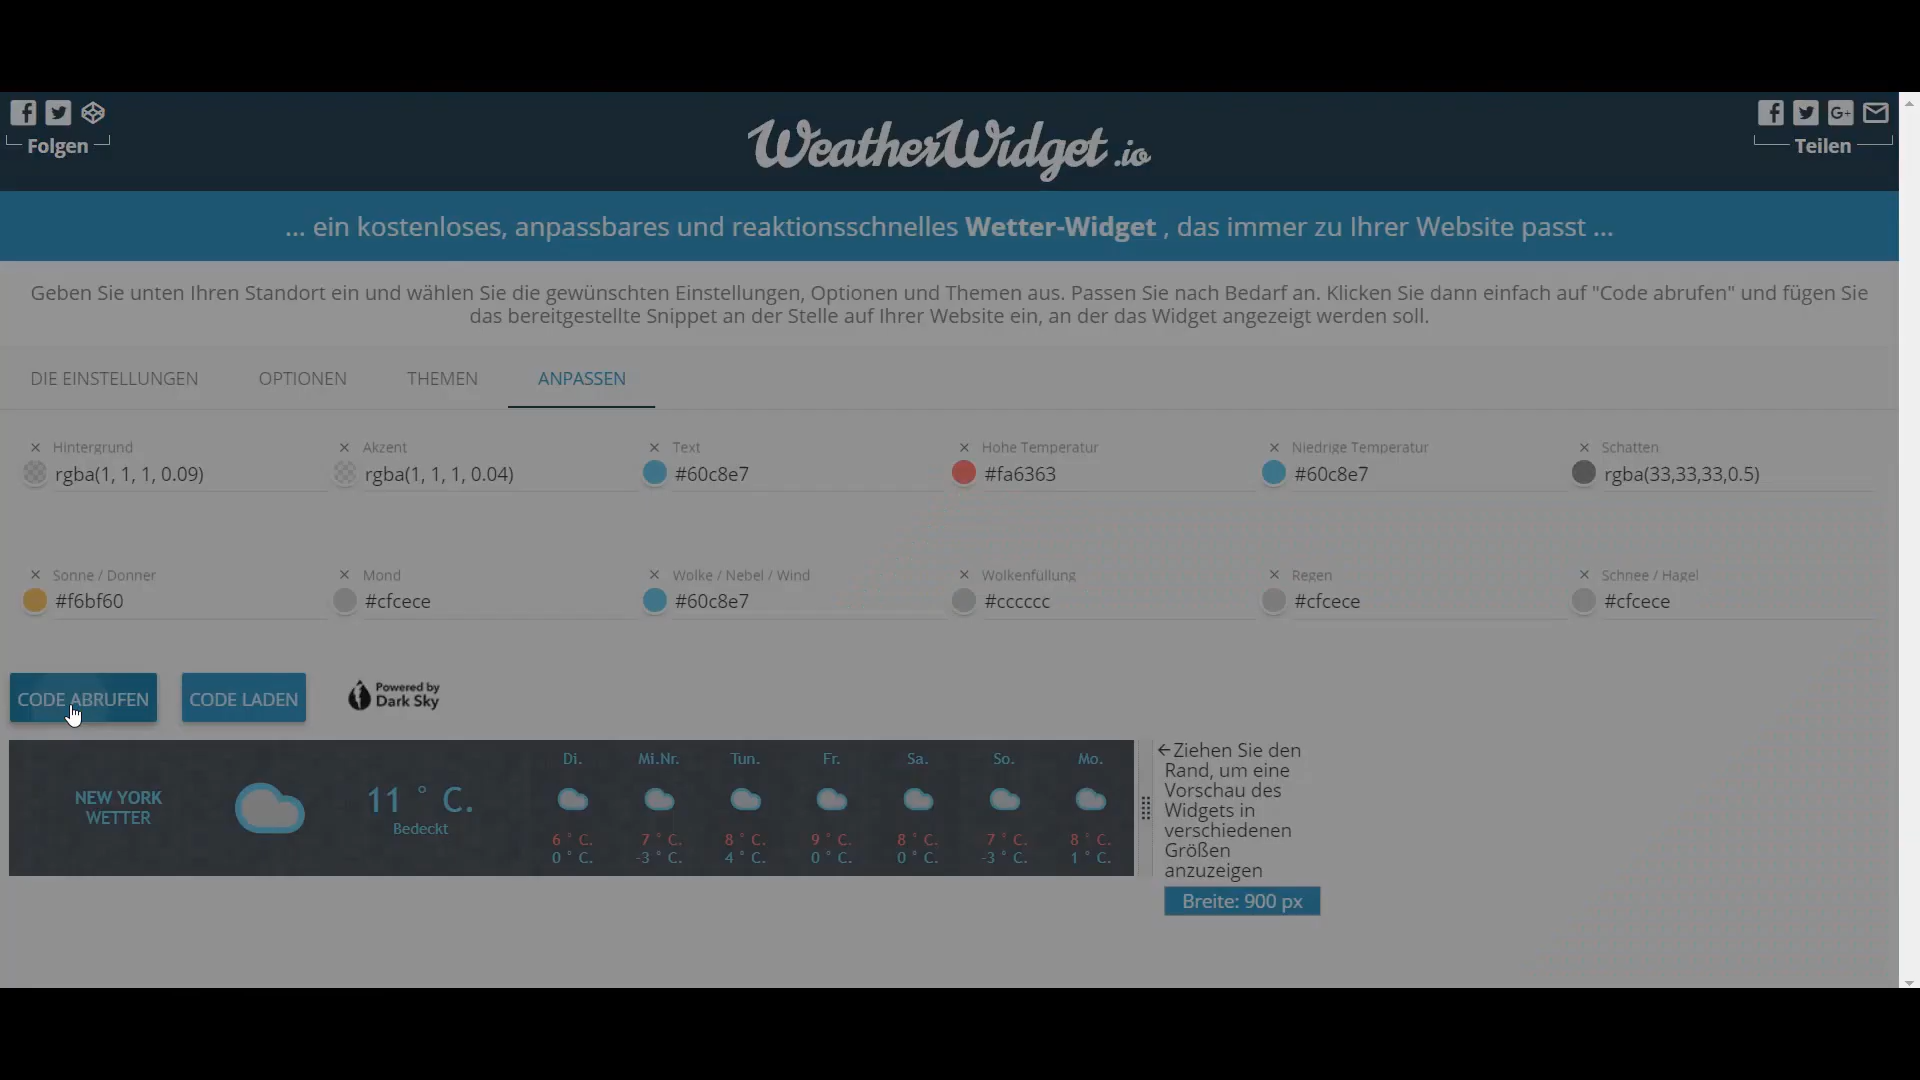 Folgen
WeatherWidget.io
Teilen
... ein kostenloses, anpassbares und reaktionsschnelles Wetter-Widget , das immer zu Ihrer Website passt ...
Geben Sie unten Ihren Standort ein und wählen Sie die gewünschten Einstellungen, Optionen und Themen aus. Passen Sie nach Bedarf an. Klicken Sie dann einfach auf "Code abrufen" und fügen Sie
das bereitgestellte Snippet an der Stelle auf Ihrer Website ein, an der das Widget angezeigt werden soll.
DIE EINSTELLUNGEN OPTIONEN THEMEN ANPASSEN
Hintergrund Akzent Text Hohe Temperatur Niedrige Temperatur Schatten
rgba(1, 1, 1, 0.09) rgba(1, 1, 1, 0.04) #60c8e7 #fa6363 #60c8e7 rgba(33,33,33,0.5)
Sonne / Donner Mond Wolke / Nebel / Wind Wolkenfüllung Regen Schnee / Hagel
#f6bf60 #cfcece #60c8e7 #cccccc #cfcece #cfcece
CODE ABRUFEN CODE LADEN Powered by
Dark Sky
Di. Mi.Nr. Tun. Fr. Sa. So. Mo.
NEW YORK
WETTER
11 ° C.
Bedeckt
6 ° C. 7 ° C. 8 ° C. 9 ° C. 8 ° C. 7 ° C. 8 ° C.
0 ° C. -3 ° C. 4 ° C. 0 ° C. 0 ° C. -3 ° C. 1 ° C.
←Ziehen Sie den
Rand, um eine
Vorschau des
Widgets in
verschiedenen
Größen
anzuzeigen
Breite: 900 px